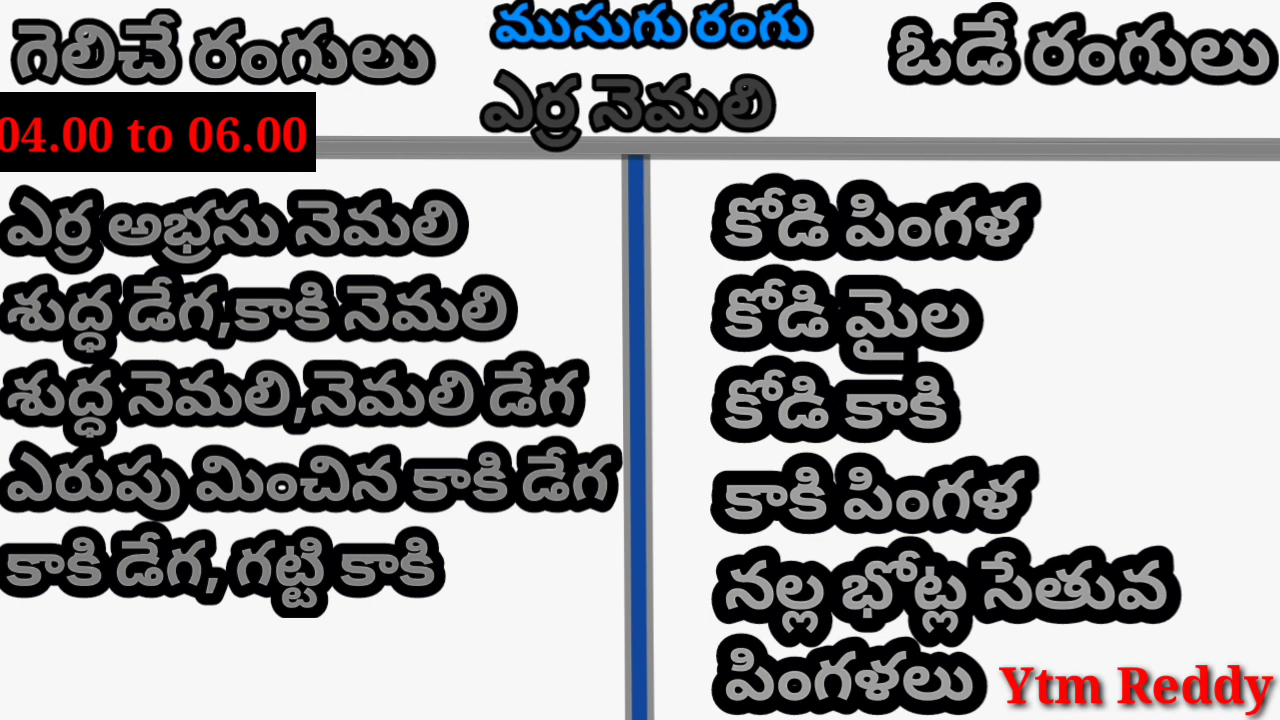 గెలిచే రంగులు
ముసుగు రంగు
ఓడే రంగులు
ఎర్ర నెమలి
04.00 to 06.00
ఎర్ర అభ్రసు నెమలి
శుద్ధ డేగ,కాకి నెమలి
శుద్ధ నెమలి,నెమలి డేగ
ఎరుపు మించిన కాకి డేగ
కాకి డేగ, గట్టి కాకి
కోడి పింగళ
కోడి మైల
కోడి కాకి
కాకి పింగళ
నల్ల భోట్ల సేతువ
పింగళలు
Ytm Reddy